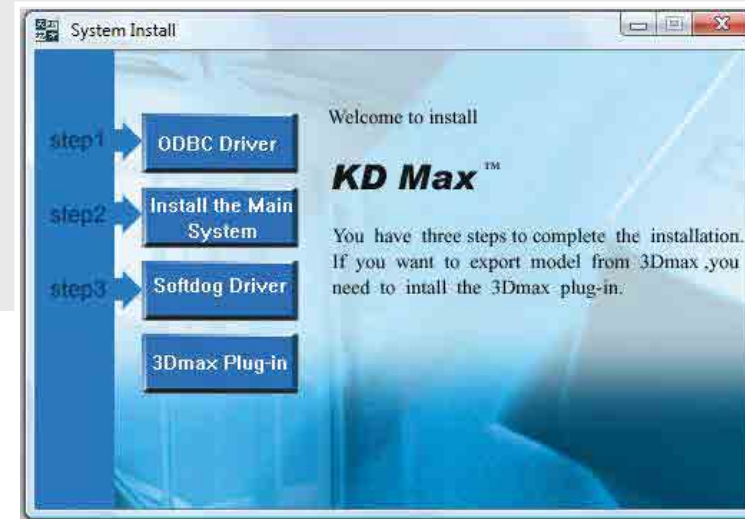 System Install
Welcome to install
KD Max™
step1
ODBC Driver
step2
Install the Main
System
step3
Softdog Driver
3Dmax Plug-in
You have three steps to complete the installation.
If you want to export model from 3Dmax ,you
need to intall the 3Dmax plug-in.